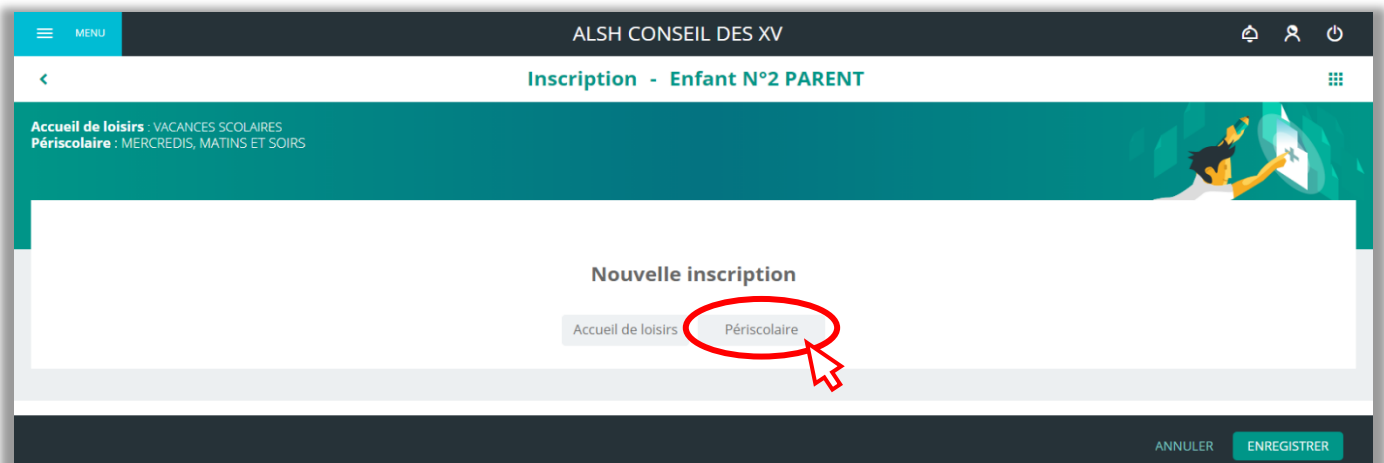 MENU
ALSH CONSEIL DES XV
Inscription - Enfant N°2 PARENT
Accueil de loisirs : VACANCES SCOLAIRES
Périscolaire : MERCREDIS, MATINS ET SOIRS
Nouvelle inscription
Accueil de loisirs
Périscolaire
ANNULER
ENREGISTRER